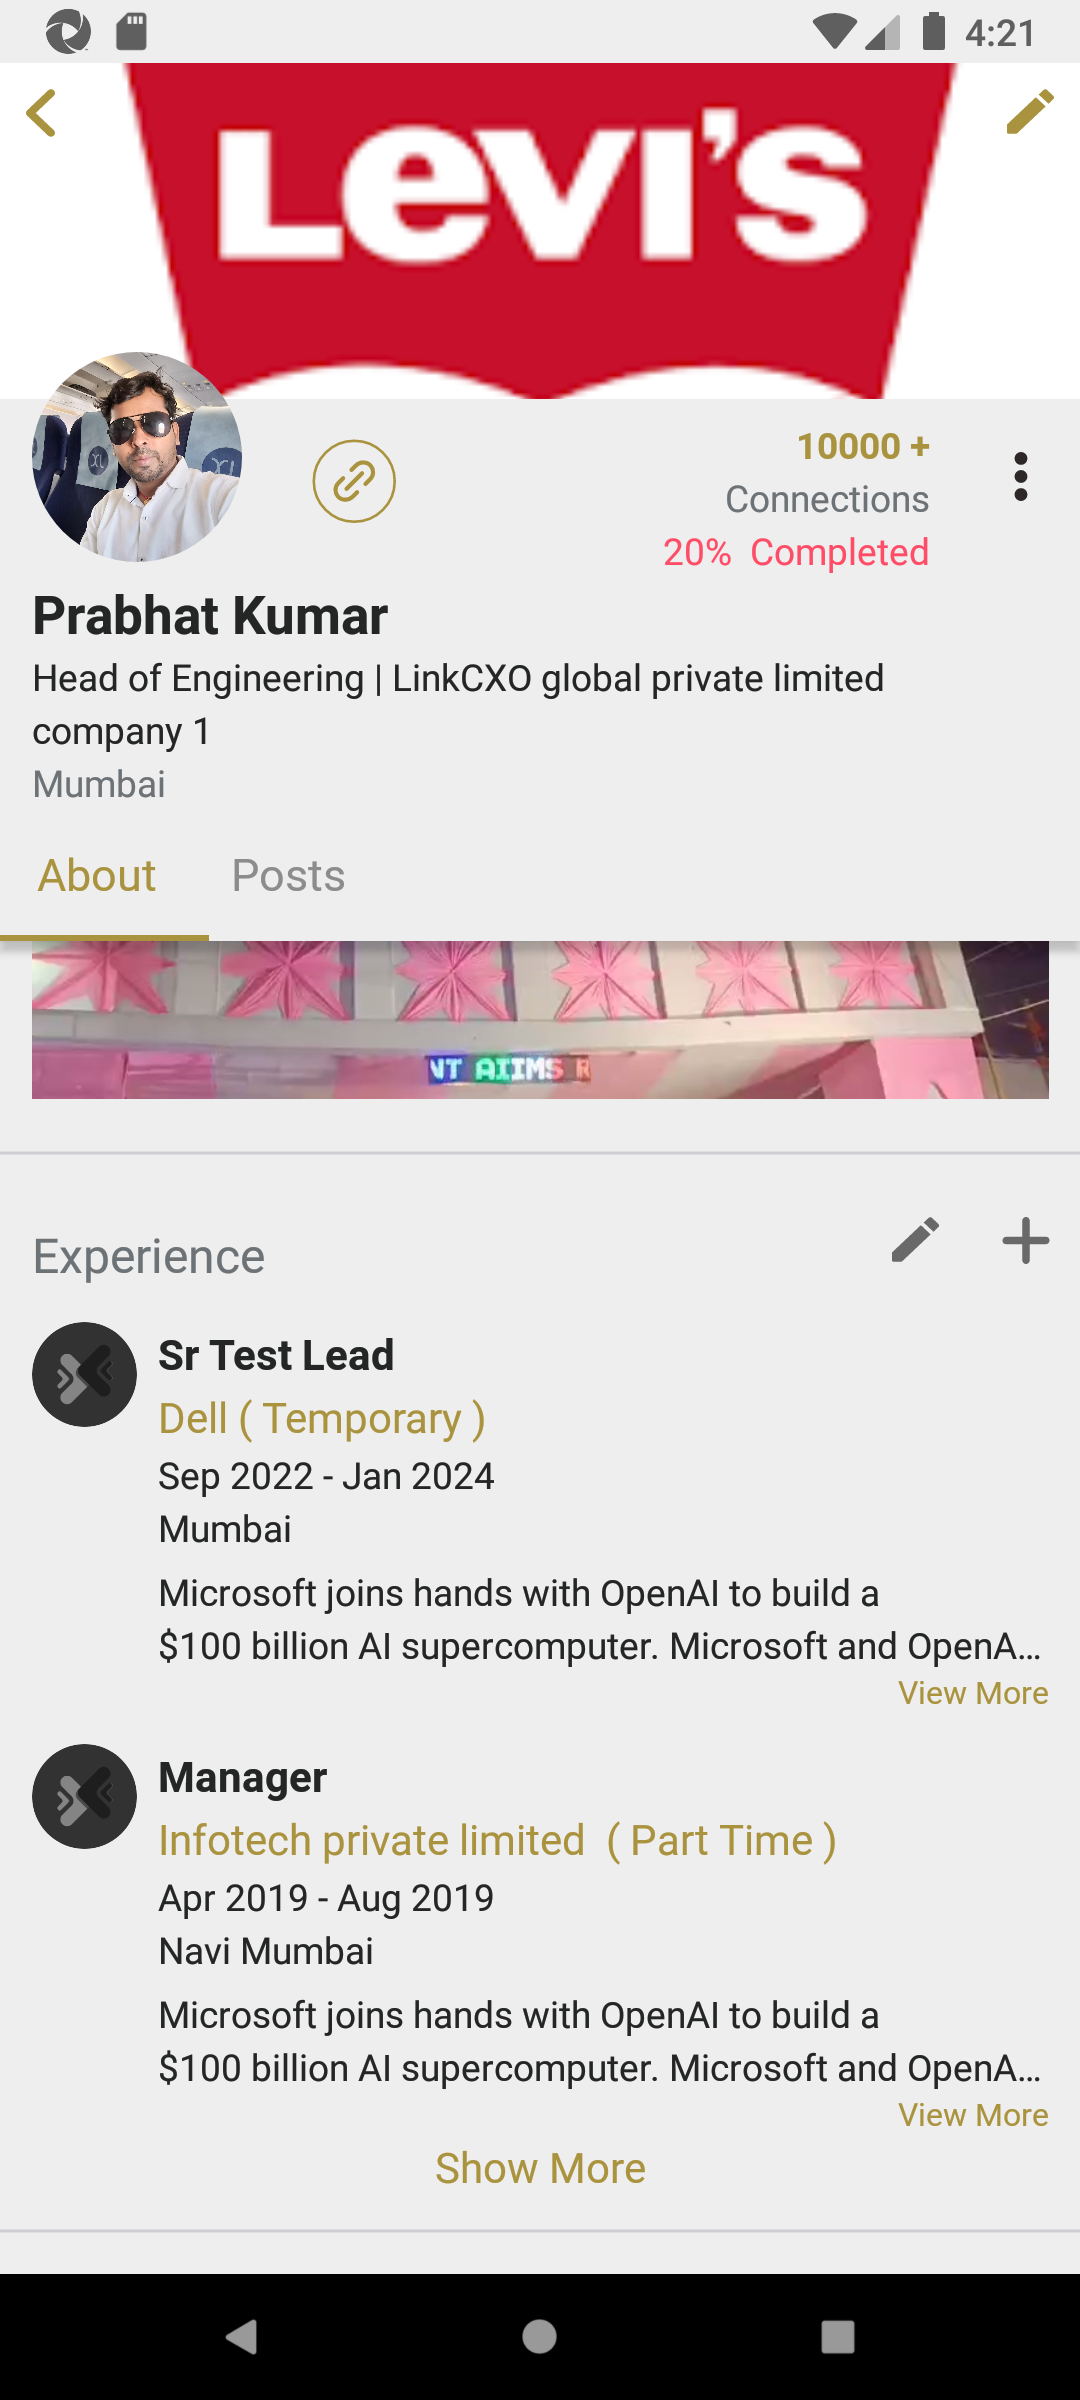 4:21
Levi's
10000 +
Connections
20% Completed
Prabhat Kumar
Head of Engineering | LinkCXO global private limited
company 1
Mumbai
About
Posts
NT AIIMS R
Experience
Sr Test Lead
Dell ( Temporary )
Sep 2022 - Jan 2024
Mumbai
Microsoft joins hands with OpenAI to build a
$100 billion AI supercomputer. Microsoft and OpenA...
View More
Manager
Infotech private limited ( Part Time )
Apr 2019 - Aug 2019
Navi Mumbai
Microsoft joins hands with OpenAI to build a
$100 billion AI supercomputer. Microsoft and OpenA...
View More
Show More